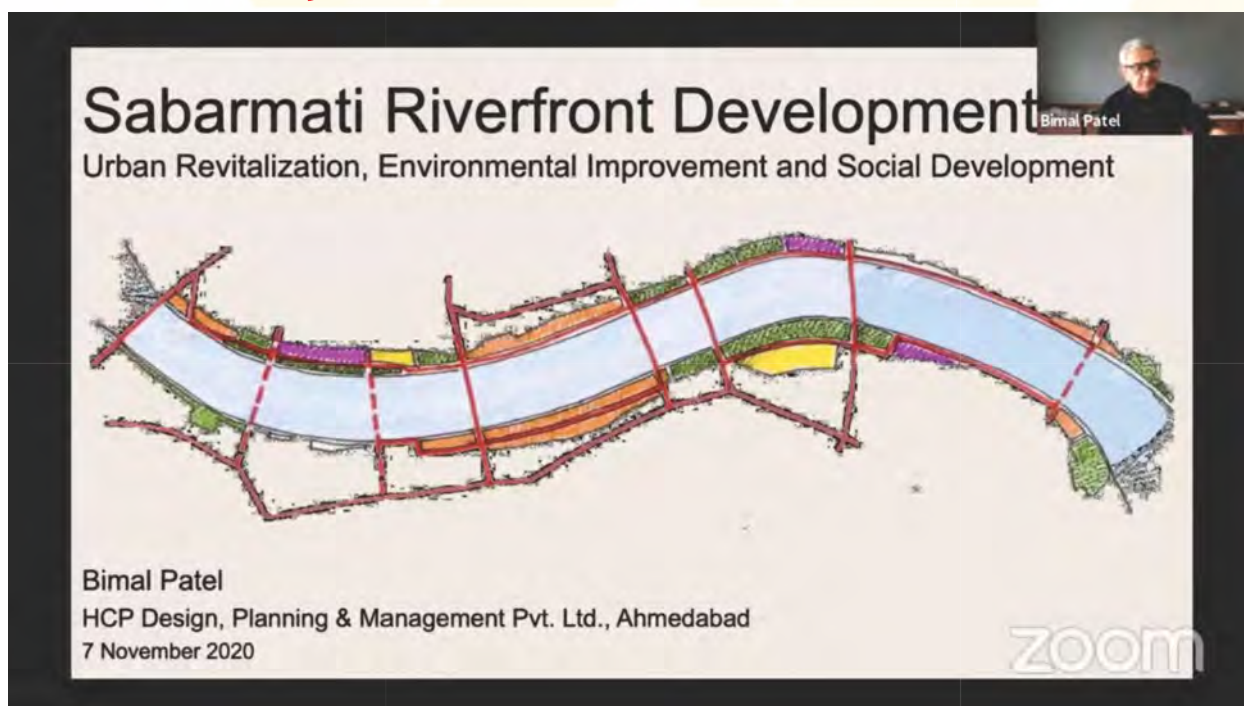 Sabarmati Riverfront Development
Bimal Patel
Urban Revitalization, Environmental Improvement and Social Development
Bimal Patel
HCP Design, Planning & Management Pvt. Ltd., Ahmedabad
7 November 2020
zoom